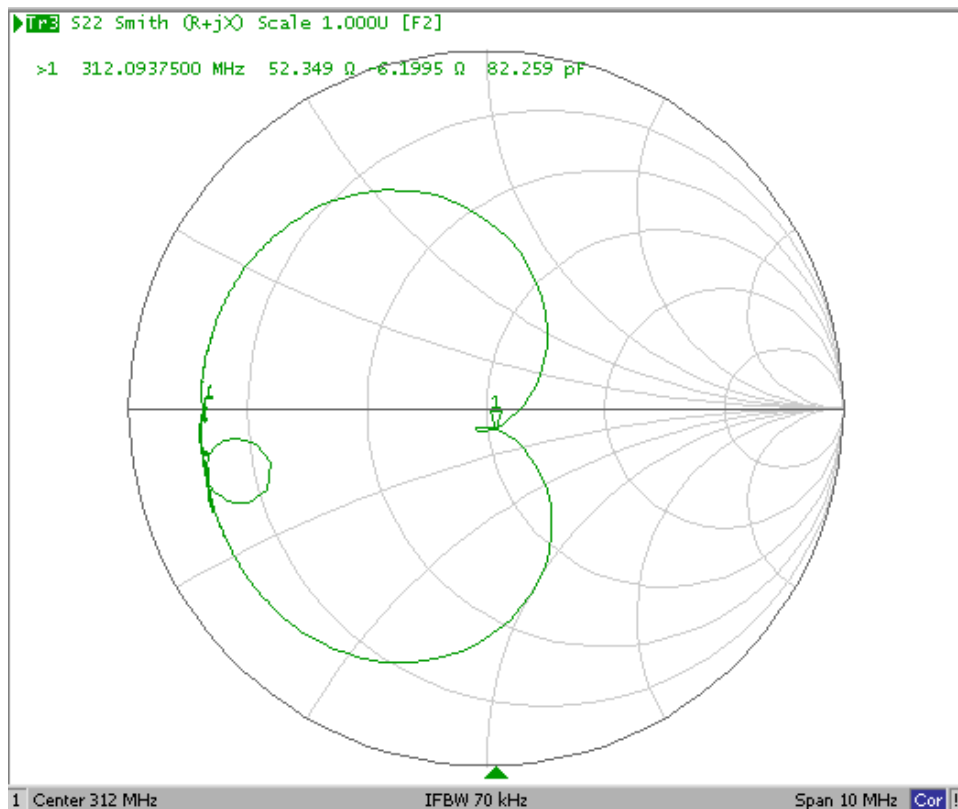 Tr3 S22 Smith (R+jX) Scale 1.000U [F2]
>1 312.0937500 MHz 52.349 Ω -6.1995 Ω 82.259 pF
1 Center 312 MHz IFBW 70 kHz Span 10 MHz Cor !
1